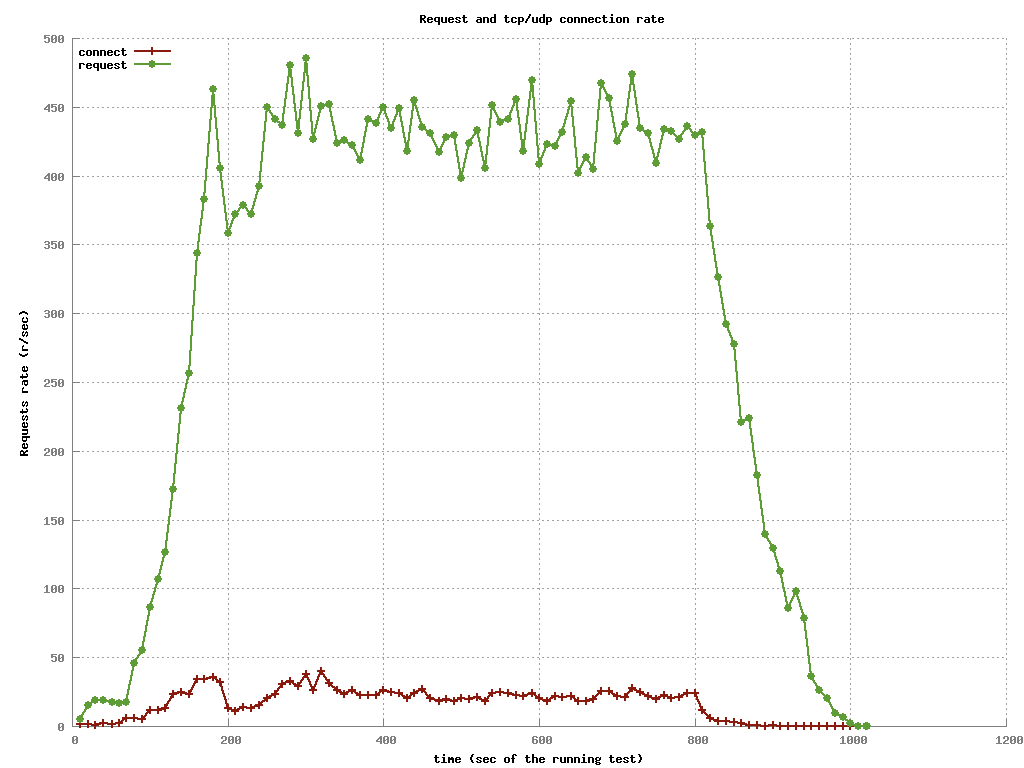 Request and tcp/udp connection rate
500
connect
request
450
400
350
300
250
200
150
100
50
0
Requests rate (r/sec)
0 200 400 600 800 1000 1200
time (sec of the running test)